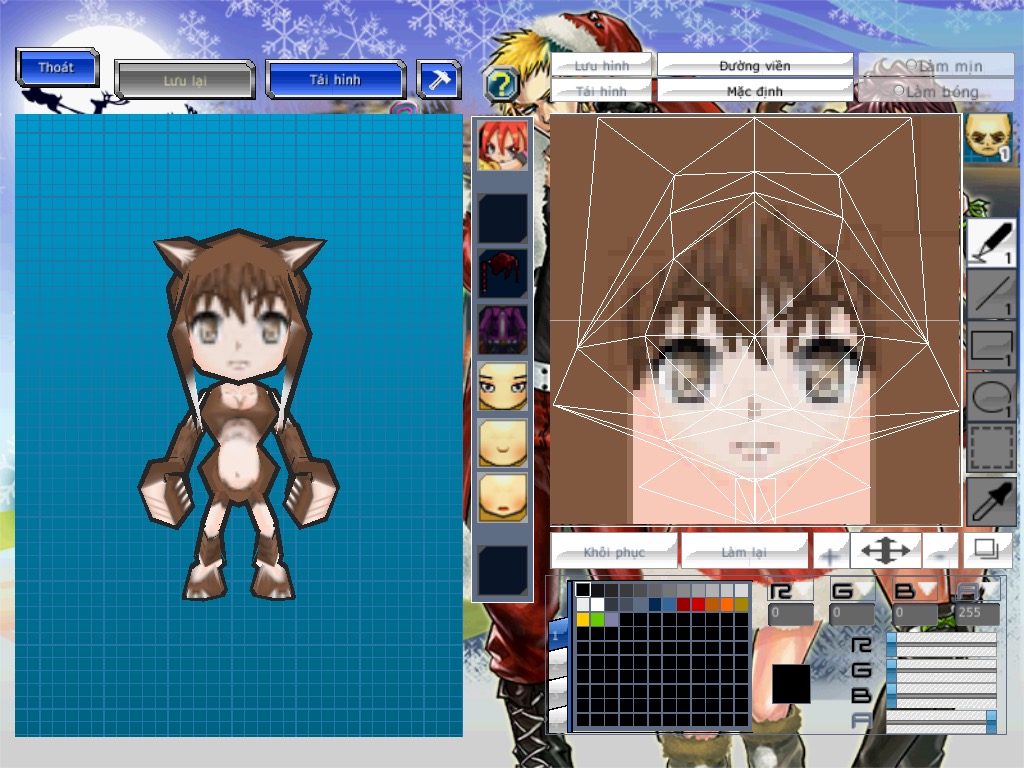 Thoát
Lưu lại
Tải hình
?
Lưu hình
Đường viền
Làm mịn
Tải hình
Mặc định
Làm bóng
1
1
1
1
1
Khôi phục
Làm lại
+
-
R
G
B
A
0
0
0
255
1
R
G
B
A